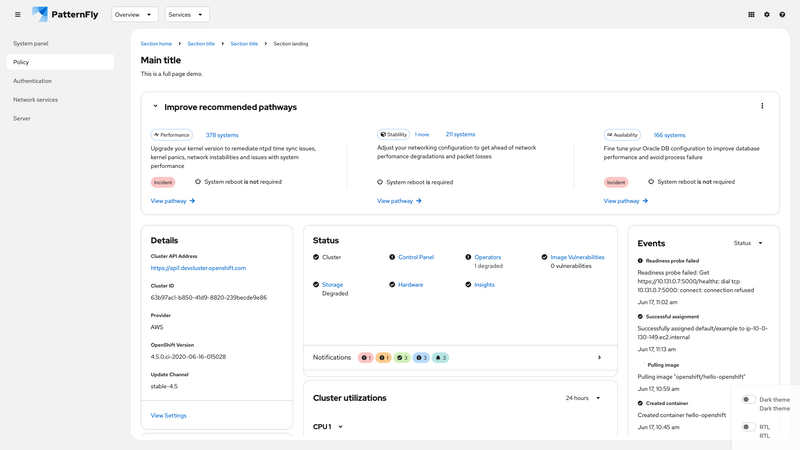 PatternFly
Overview
Services
System panel
Policy
Authentication
Network services
Server
Section home
Section title
Section title
Section landing
Main title
This is a full page demo.
Improve recommended pathways
Performance
378 systems
Upgrade your kernel version to remediate ntpd time sync issues,
kernel panics, network instabilities and issues with system
performance
Incident
System reboot is not required
View pathway
Stability
1 more
211 systems
Adjust your networking configuration to get ahead of network
perfomance degradations and packet losses
System reboot is required
View pathway
Availability
166 systems
Fine tune your Oracle DB configuration to improve database
performance and avoid process failure
Incident
System reboot is not required
View pathway
Details
Cluster API Address
https://api1.devcluster.openshift.com
Cluster ID
63b97ac1-b850-41d9-8820-239becde9e86
Provider
AWS
OpenShift Version
4.5.0.ci-2020-06-16-015028
Update Channel
stable-4.5
View Settings
Status
Cluster
Control Panel
Operators
1 degraded
Image Vulnerabilities
0 vulnerabilities
Storage
Degraded
Hardware
Insights
Notifications
1
1
3
3
3
Cluster utilizations
24 hours
CPU 1
Events
Status
Readiness probe failed
Readiness probe failed: Get
https://10.131.0.7:5000/healthz: dial tcp
10.131.0.7:5000: connect: connection refused
Jun 17, 11:02 am
Successful assignment
Successfully assigned default/example to ip-10-0-
130-149.ec2.internal
Jun 17, 11:13 am
Pulling image
Pulling image "openshift/hello-openshift"
Jun 17, 10:59 am
Created container
Created container hello-openshift
Jun 17, 10:45 am
Dark theme
Dark theme
RTL
RTL